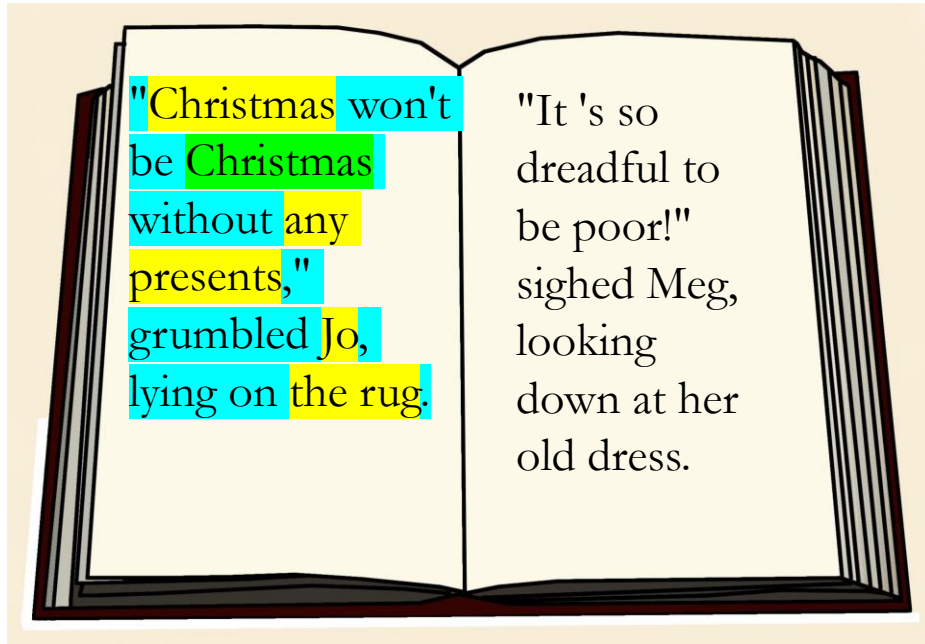 "Christmas won't
be Christmas
without any
presents,"
grumbled Jo,
lying on the rug.
"It 's so
dreadful to
be poor!"
sighed Meg,
looking
down at her
old dress.